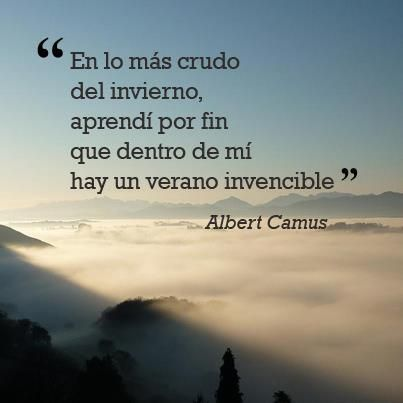 “ En lo más crudo
del invierno,
aprendí por fin
que dentro de mí
hay un verano invencible ”
Albert Camus